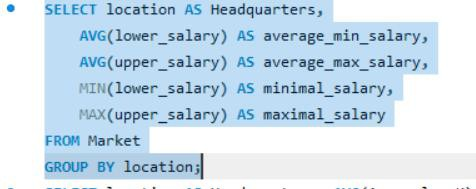 SELECT location AS Headquarters,
AVG(lower_salary) AS average_min_salary,
AVG(upper_salary) AS average_max_salary,
MIN(lower_salary) AS minimal_salary,
MAX(upper_salary) AS maximal_salary
FROM Market
GROUP BY location;